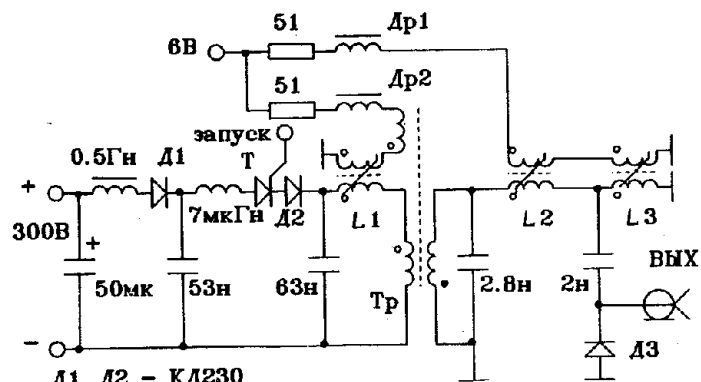 51
Др1
6В
51
Др2
запуск
0.5Гн
Д1
Т
+
300В
+
7мкГн
Д2
L1
L2
L3
50мк
53н
63н
Тр
2.8н
2н
ВЫХ
-
Д3
Д1, Д2 - КД230